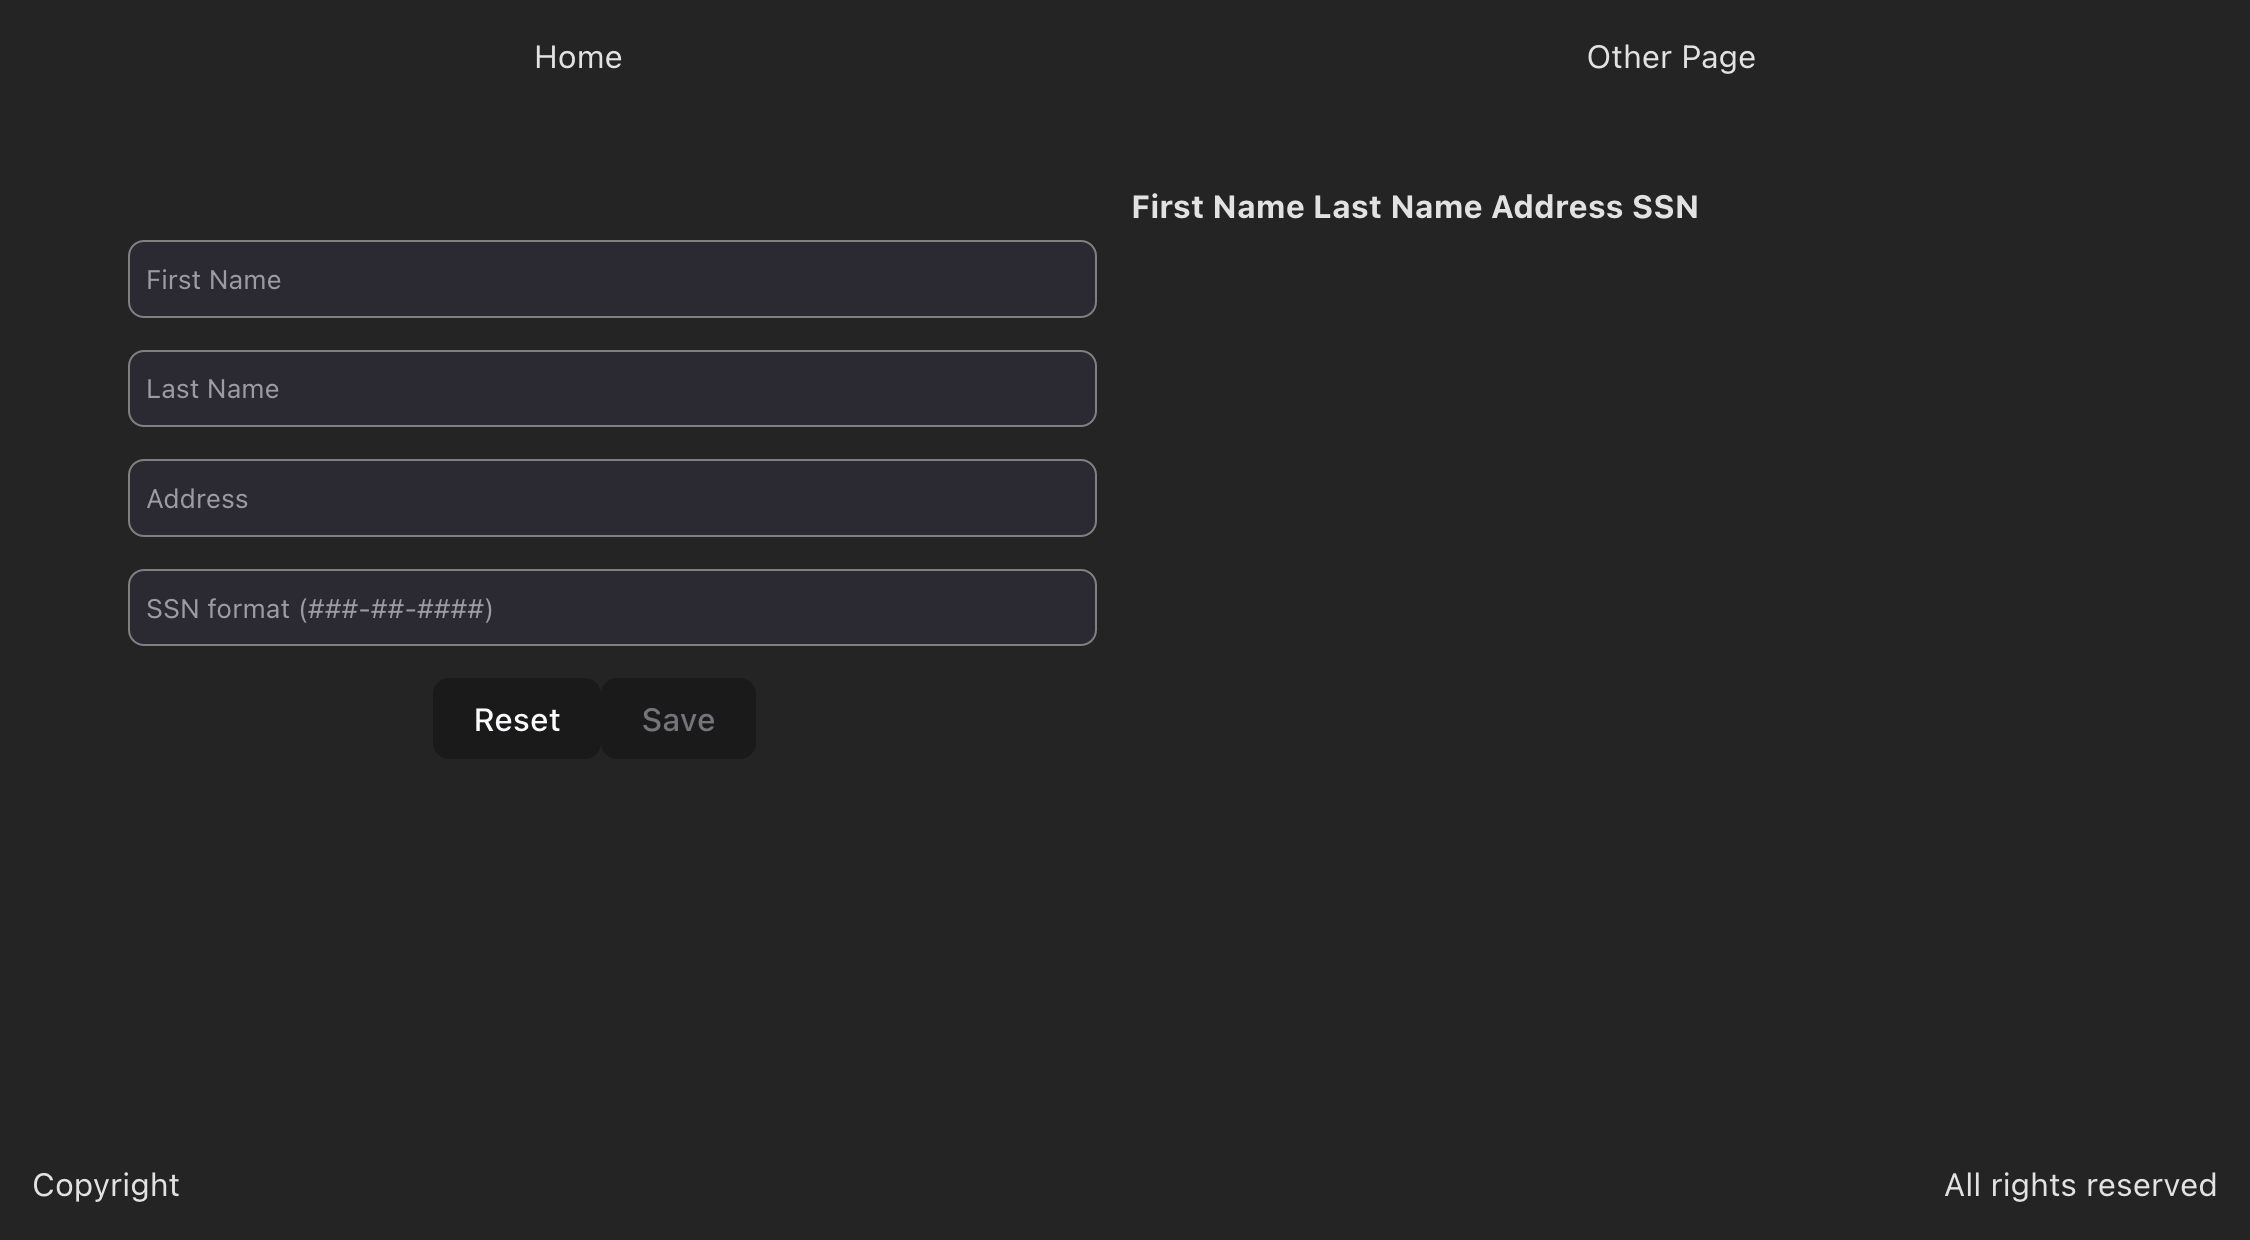 Home
Other Page
First Name Last Name Address SSN
First Name
Last Name
Address
SSN format (###-##-####)
Reset
Save
Copyright
All rights reserved